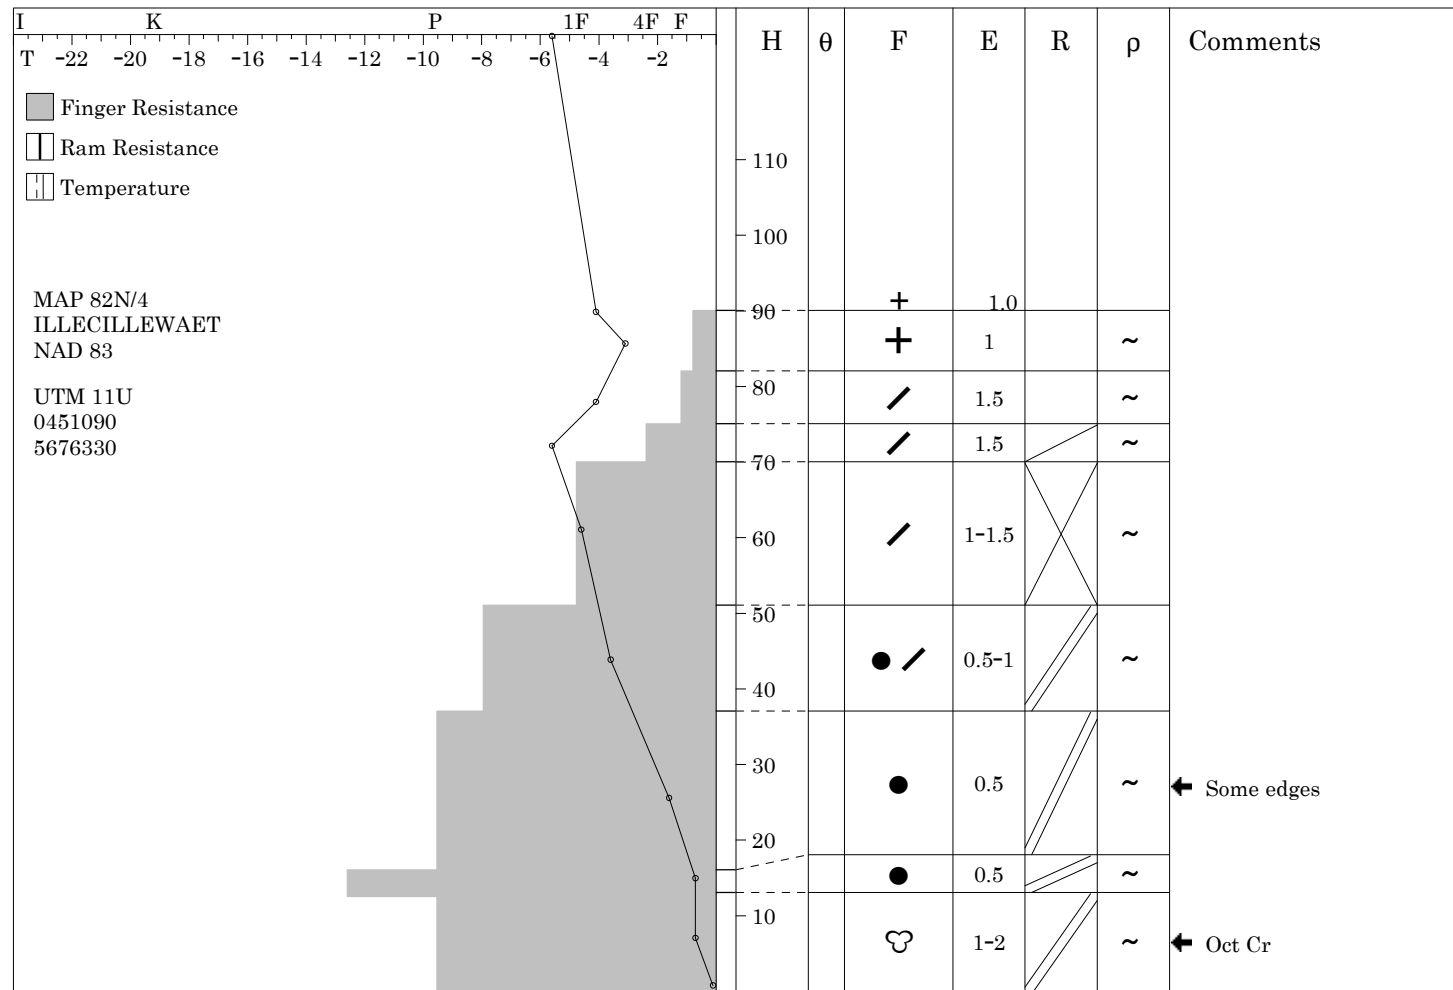 I K P 1F 4F F
T -22 -20 -18 -16 -14 -12 -10 -8 -6 -4 -2
H θ F E R ρ Comments
Finger Resistance
Ram Resistance
Temperature
MAP 82N/4
ILLECILLEWAET
NAD 83
UTM 11U
0451090
5676330
110
100
90
80
70
60
50
40
30
20
10
+ 1.0
+ 1 ~
/ 1.5 ~
/ 1.5 ~
/ 1-1.5 ~
● / 0.5-1 ~
● 0.5 ~ Some edges
● 0.5 ~
1-2 ~ Oct Cr